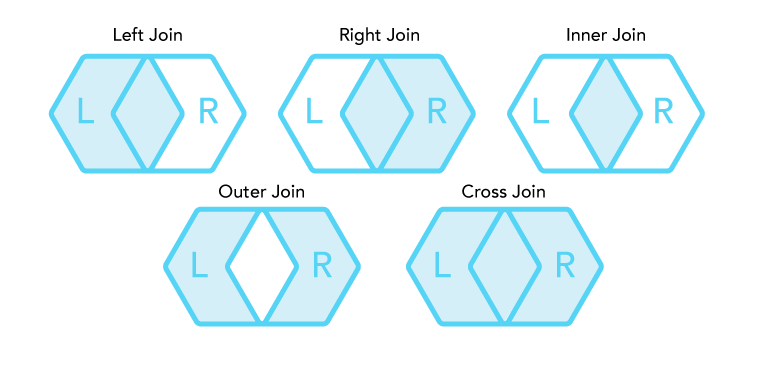 Left Join
Right Join
Inner Join
L R
L R
L R
Outer Join
Cross Join
L R
L R